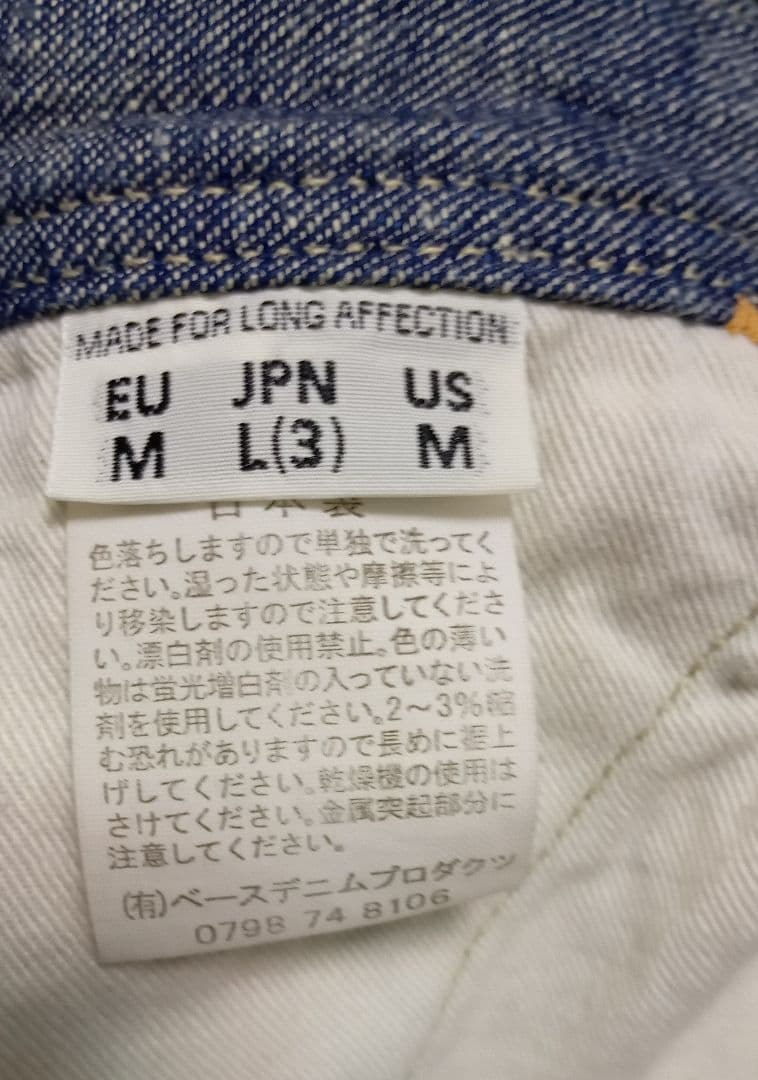 MADE FOR LONG AFFECTION
EU JPN US
M L(3) M
日本製
色落ちしますので単独で洗ってく
ださい。湿った状態や摩擦等によ
り移染しますので注意してくださ
い。漂白剤の使用禁止。色の薄い
物は蛍光増白剤の入っていない洗
剤を使用してください。2～3%縮
む恐れがありますので長めに裾上
げしてください。乾燥機の使用は
さけてください。金属突起部分に
注意してください。
(有)ベースデニムプロダクツ
0798 74 8106